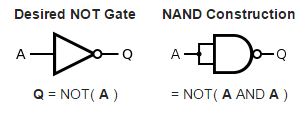 Desired NOT Gate
NAND Construction
A
Q
A
Q
Q = NOT( A )
= NOT( A AND A )